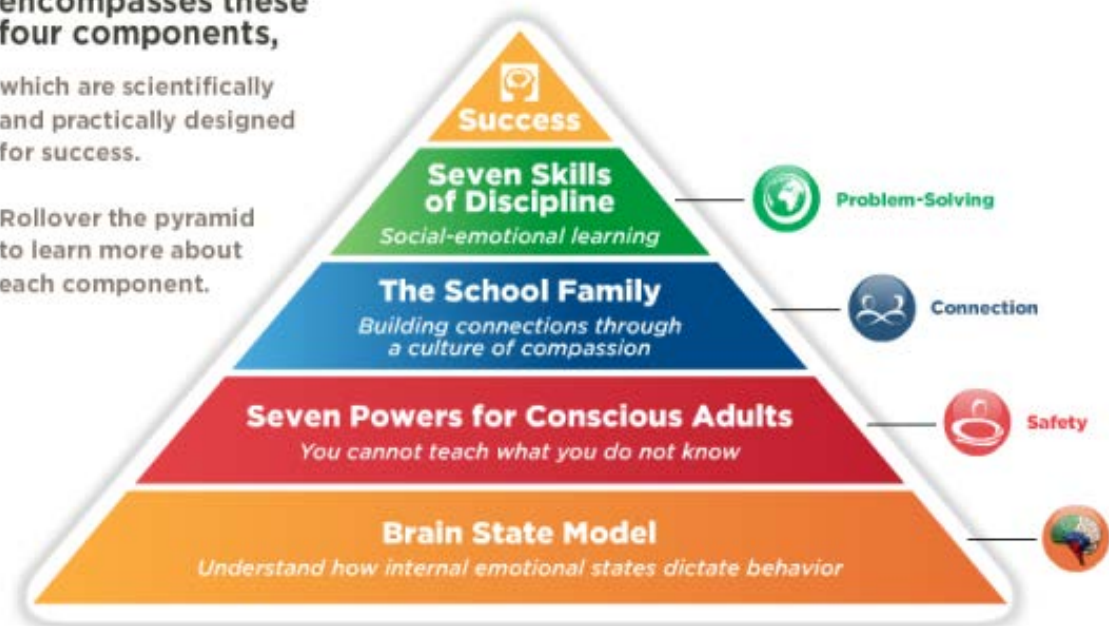 encompasses these
four components,
which are scientifically
and practically designed
for success.
Rollover the pyramid
to learn more about
each component.
Success
Seven Skills
of Discipline
Social-emotional learning
Problem-Solving
The School Family
Building connections through
a culture of compassion
Connection
Seven Powers for Conscious Adults
You cannot teach what you do not know
Safety
Brain State Model
Understand how internal emotional states dictate behavior